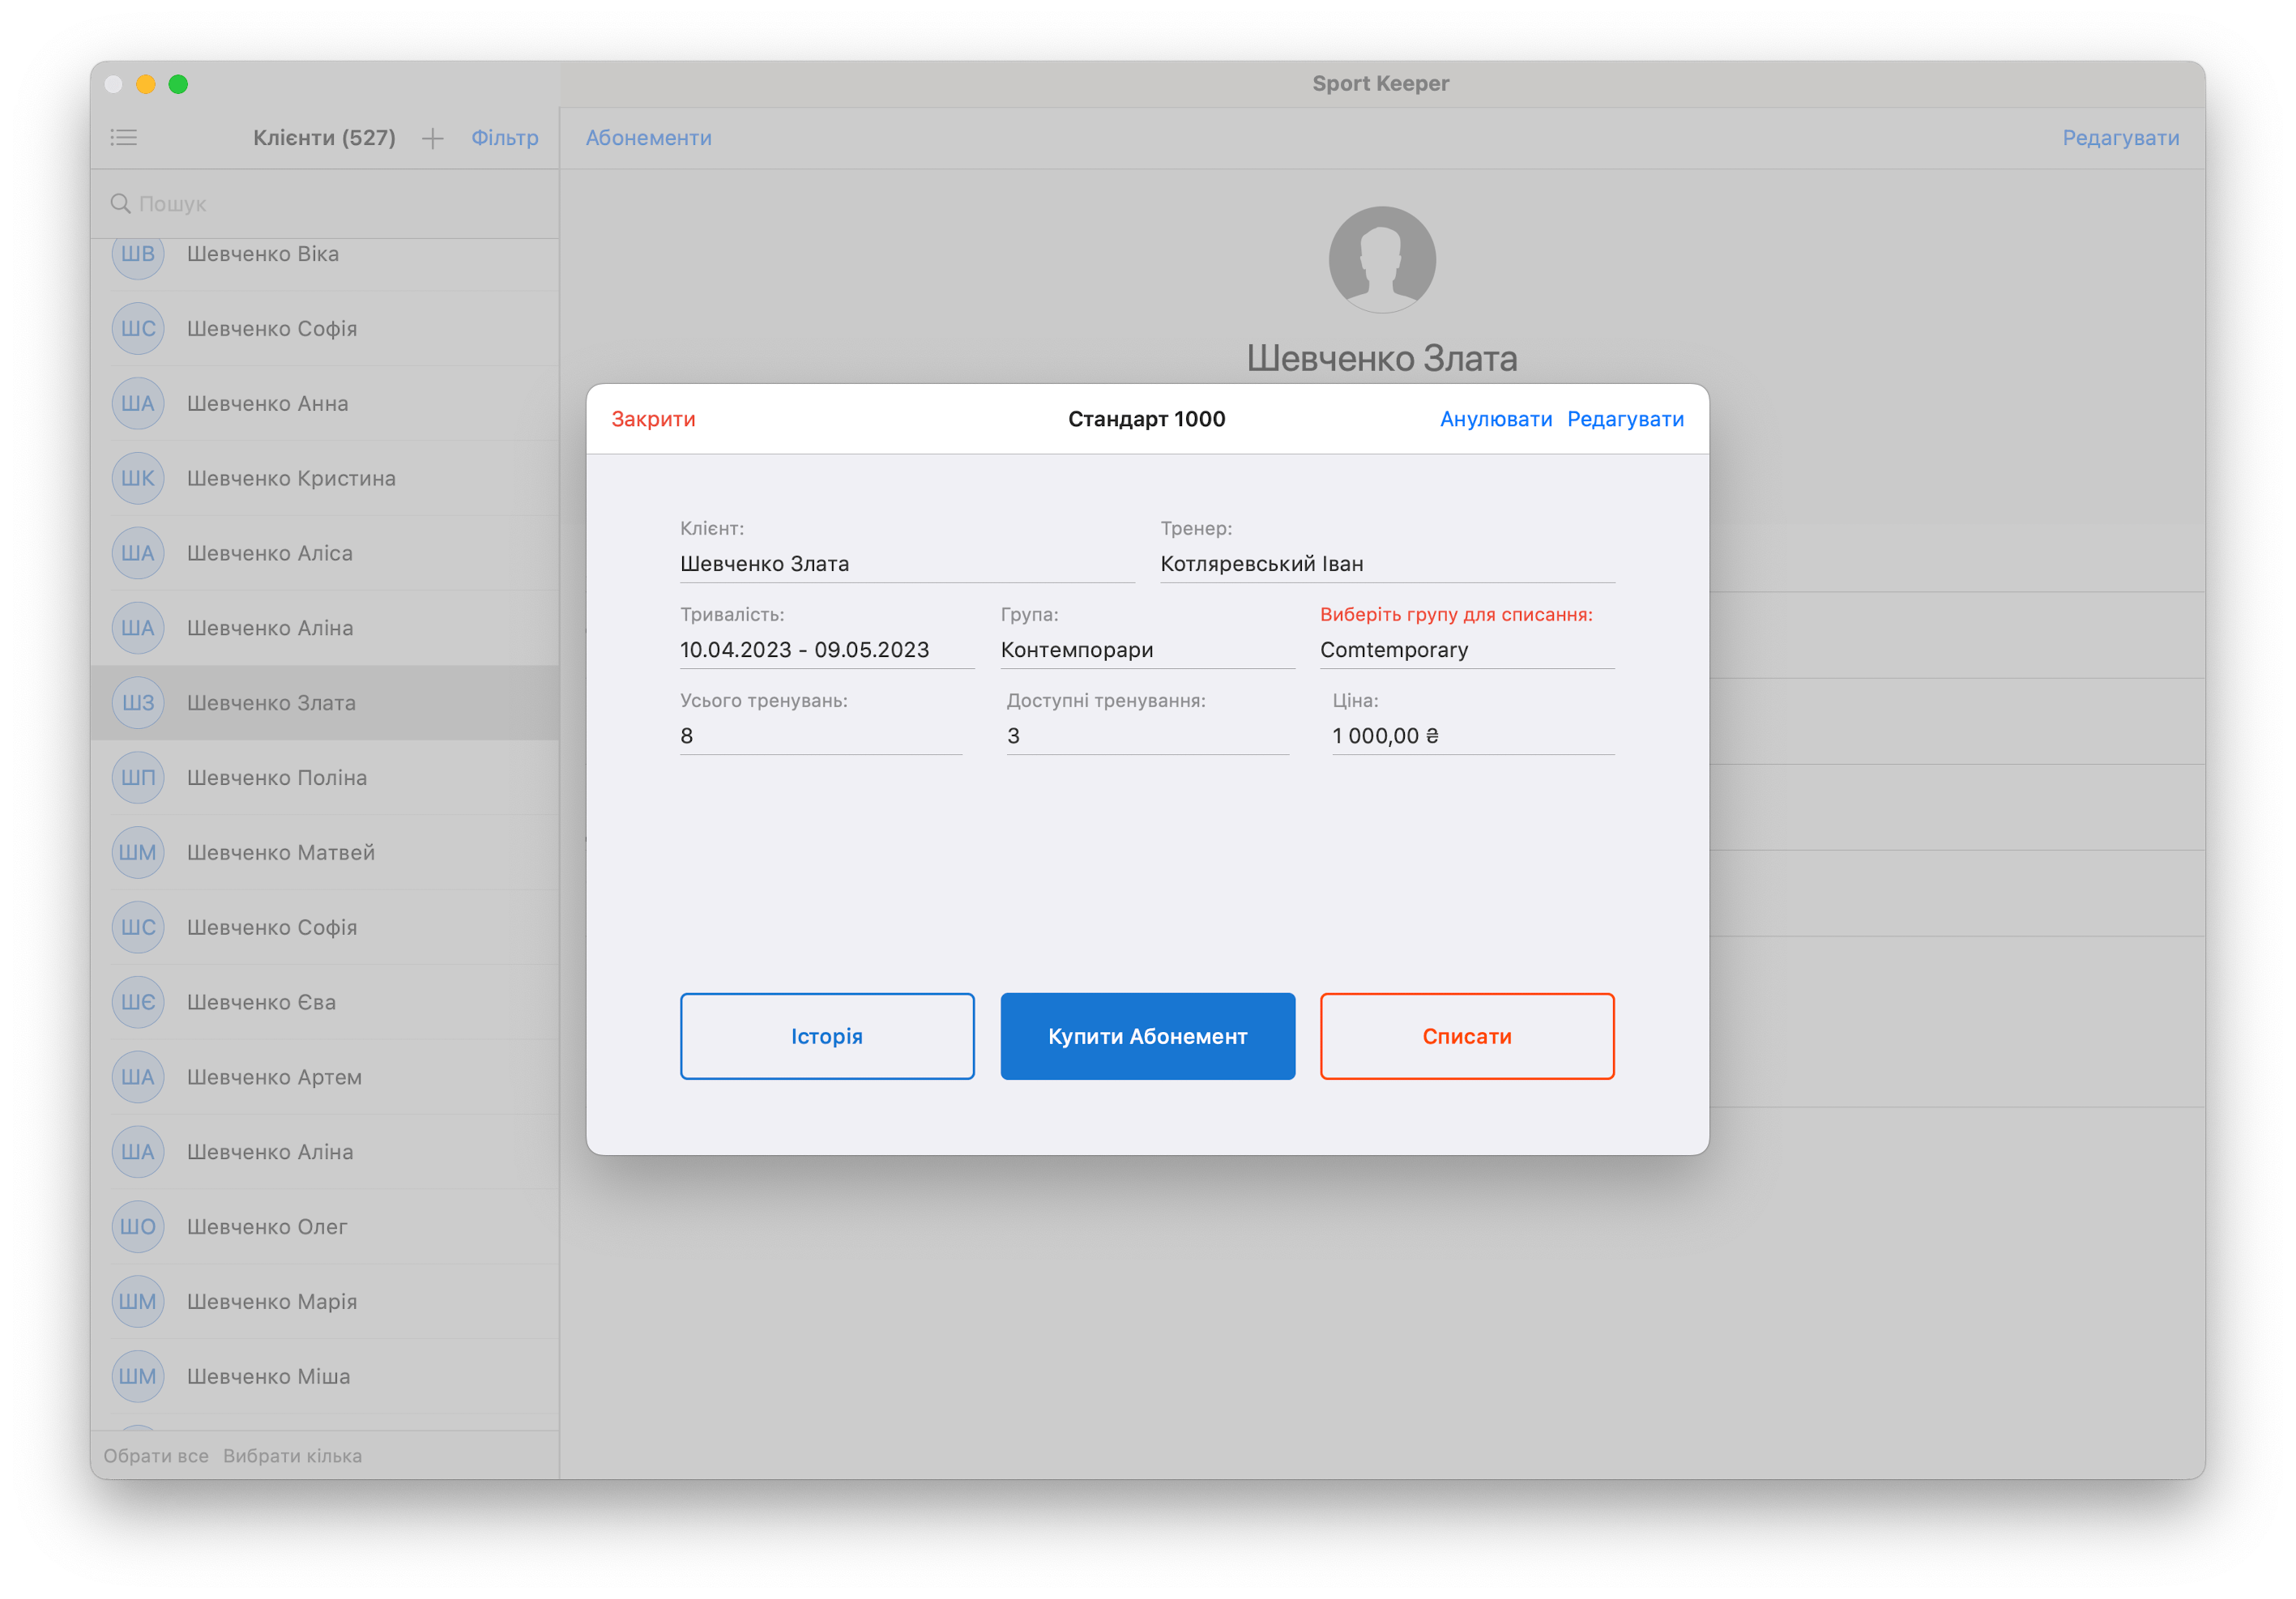 Sport Keeper
Клієнти (527)
Фільтр
Абонементи
Редагувати
Пошук
ШВ Шевченко Віка
ШС Шевченко Софія
ША Шевченко Анна
ШК Шевченко Кристина
ША Шевченко Аліса
ША Шевченко Аліна
ШЗ Шевченко Злата
ШП Шевченко Поліна
ШМ Шевченко Матвей
ШС Шевченко Софія
ШЄ Шевченко Єва
ША Шевченко Артем
ША Шевченко Аліна
ШО Шевченко Олег
ШМ Шевченко Марія
ШМ Шевченко Міша
Обрати все Вибрати кілька
Шевченко Злата
Закрити
Стандарт 1000
Анулювати Редагувати
Клієнт:
Шевченко Злата
Тренер:
Котляревський Іван
Тривалість:
10.04.2023 - 09.05.2023
Група:
Контемпорари
Виберіть групу для списання:
Comtemporary
Усього тренувань:
8
Доступні тренування:
3
Ціна:
1 000,00 ₴
Історія
Купити Абонемент
Списати